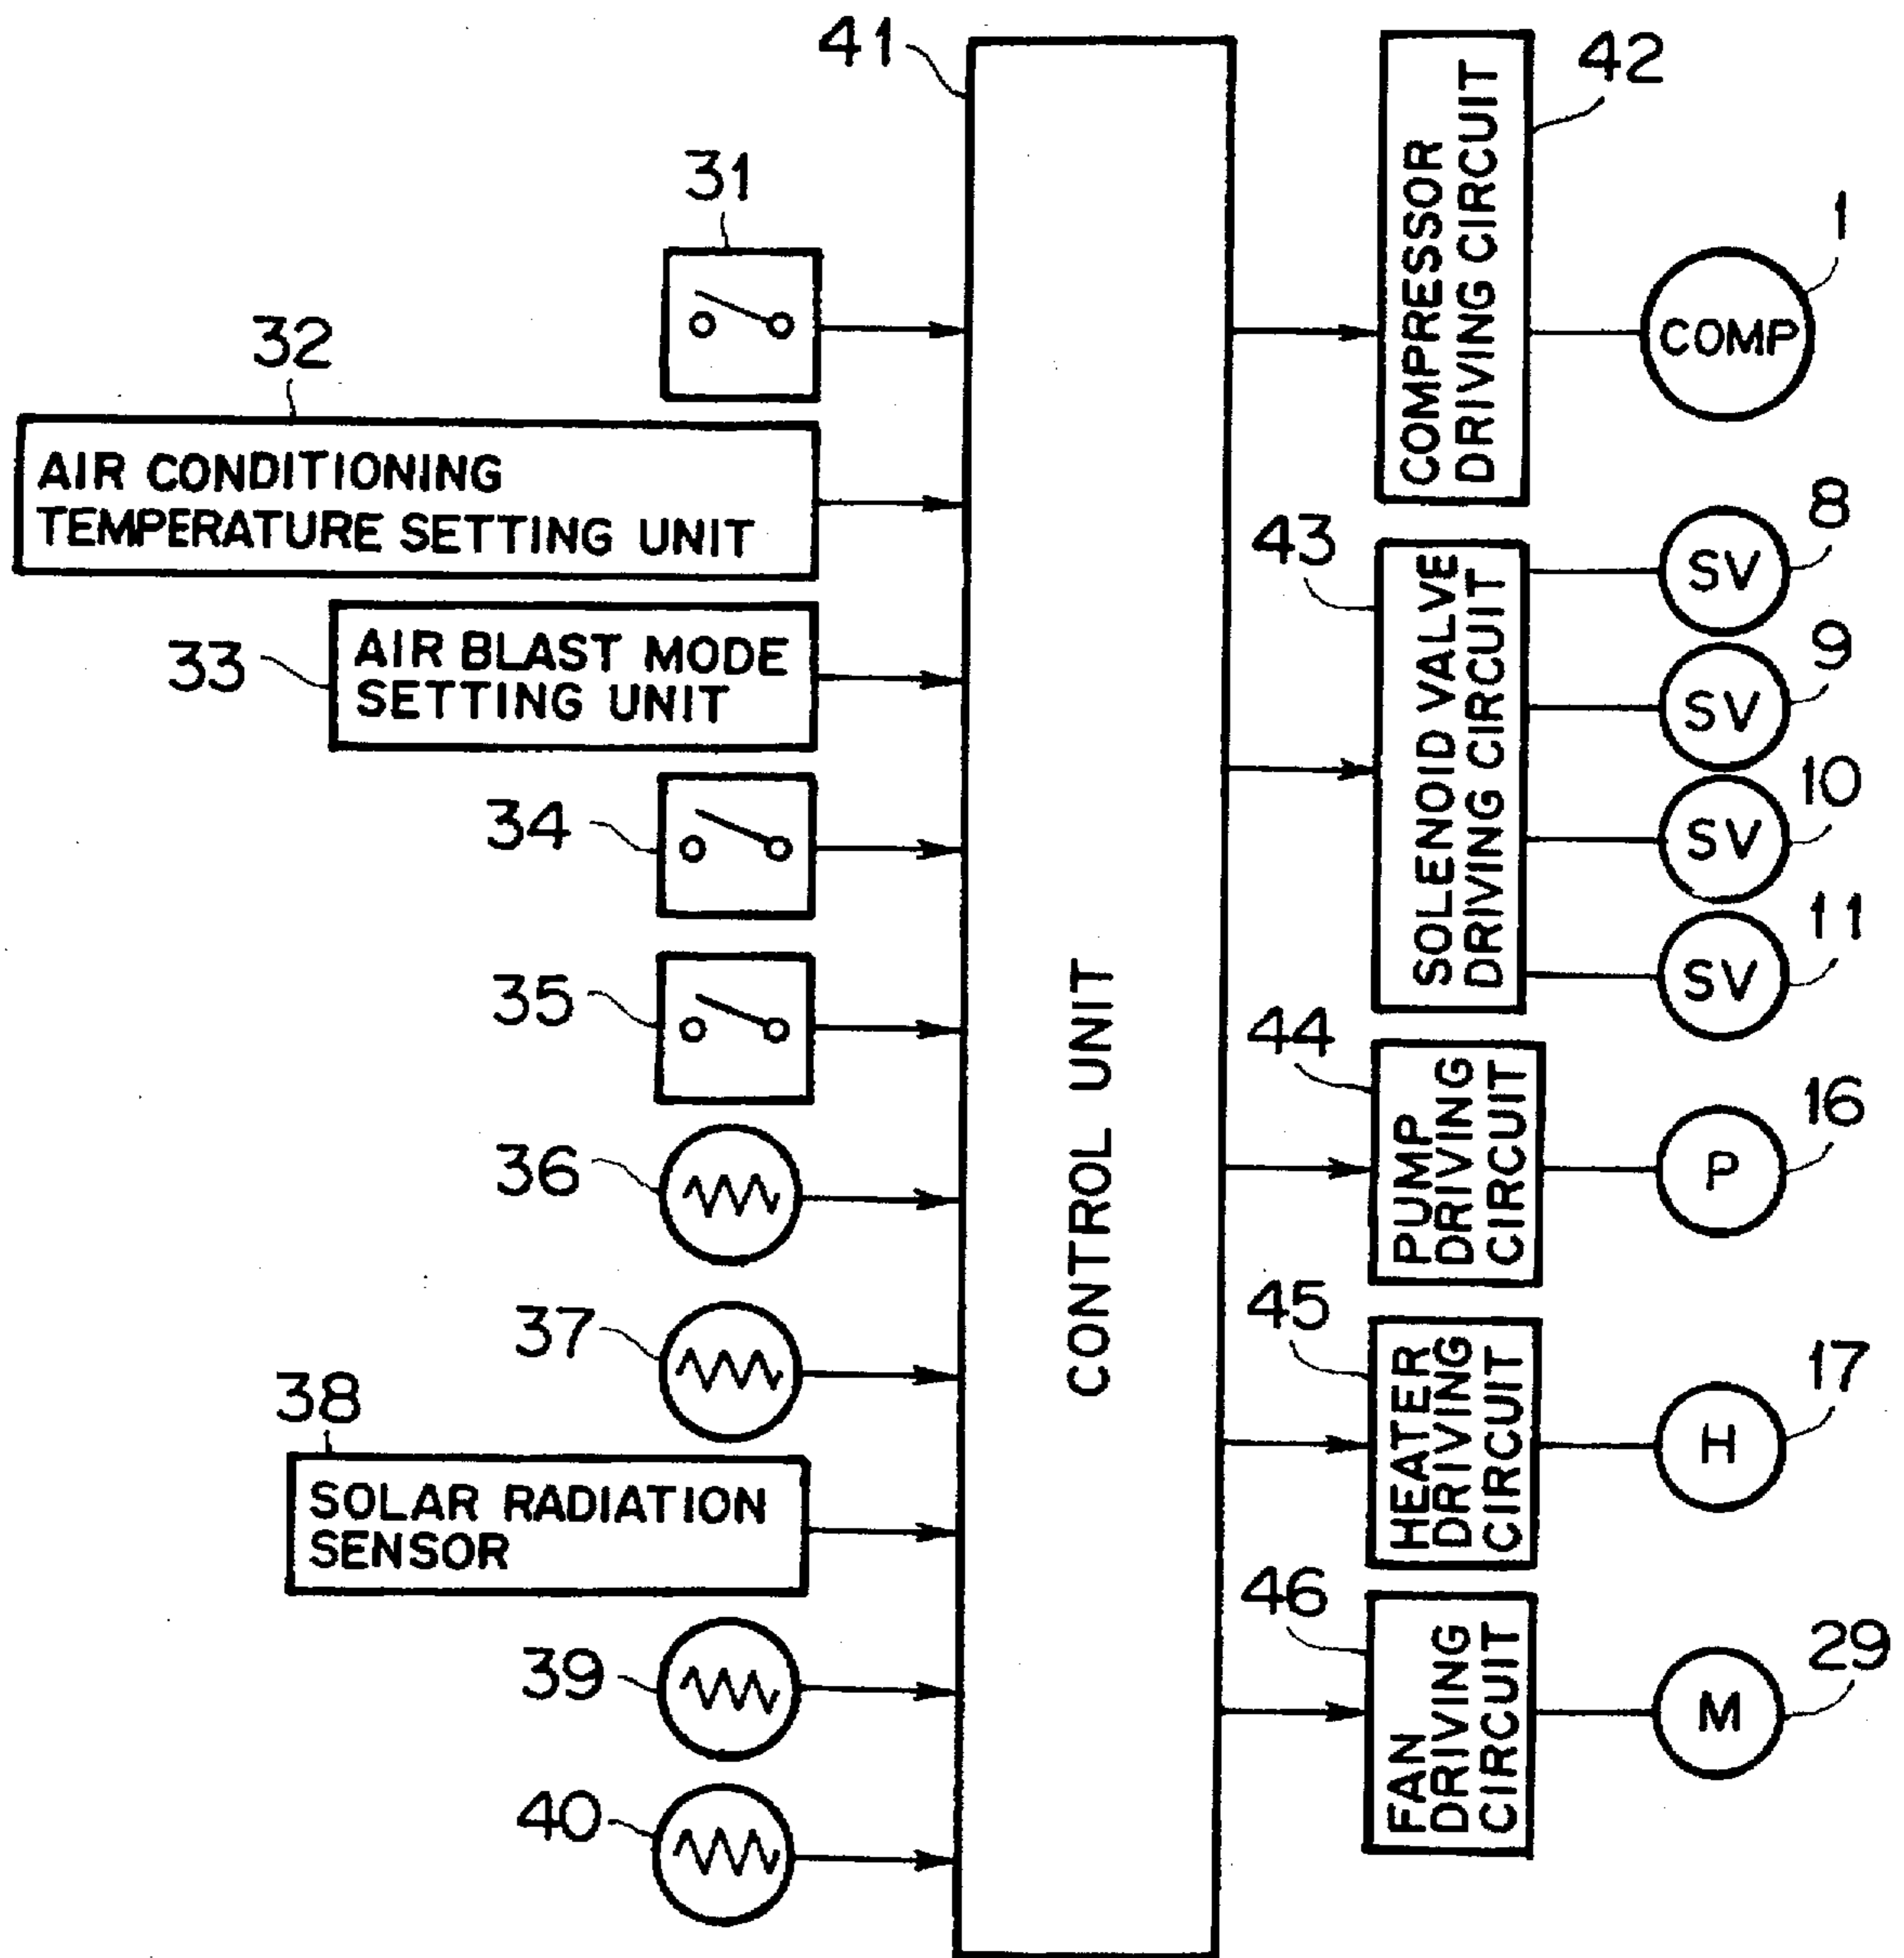 41
31
32
AIR CONDITIONING
TEMPERATURE SETTING UNIT
33
AIR BLAST MODE
SETTING UNIT
34
35
36
37
38
SOLAR RADIATION
SENSOR
39
40
CONTROL UNIT
42
COMPRESSOR
DRIVING CIRCUIT
1
COMP
43
SOLENOID VALVE
DRIVING CIRCUIT
SV
8
SV
9
SV
10
SV
11
44
PUMP
DRIVING
CIRCUIT
P
16
45
HEATER
DRIVING
CIRCUIT
H
17
46
FAN
DRIVING
CIRCUIT
M
29